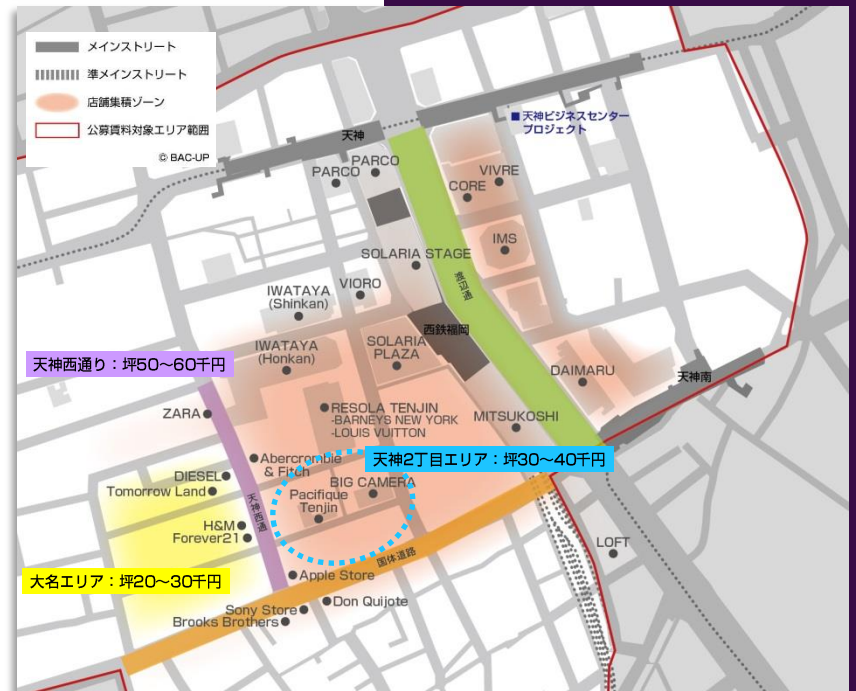 メインストリート
準メインストリート
店舗集積ゾーン
公募賃料対象エリア範囲
© BAC-UP
天神
■ 天神ビジネスセンター
プロジェクト
PARCO
PARCO
VIVRE
CORE
IMS
SOLARIA STAGE
渡辺通
VIORO
IWATAYA
(Shinkan)
西鉄福岡
IWATAYA
(Honkan)
SOLARIA
PLAZA
天神西通り：坪50～60千円
DAIMARU
天神南
ZARA
RESOLA TENJIN
-BARNEYS NEW YORK
-LOUIS VUITTON
MITSUKOSHI
Abercrombie
& Fitch
天神2丁目エリア：坪30～40千円
DIESEL
Tomorrow Land
BIG CAMERA
Pacifique
Tenjin
天神西通
H&M
Forever21
国体道路
LOFT
大名エリア：坪20～30千円
Apple Store
Don Quijote
Sony Store
Brooks Brothers